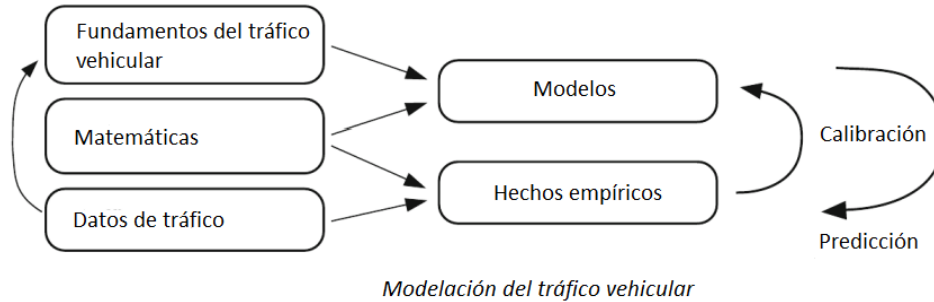 Fundamentos del tráfico
vehicular
Modelos
Matemáticas
Calibración
Hechos empíricos
Datos de tráfico
Predicción
Modelación del tráfico vehicular